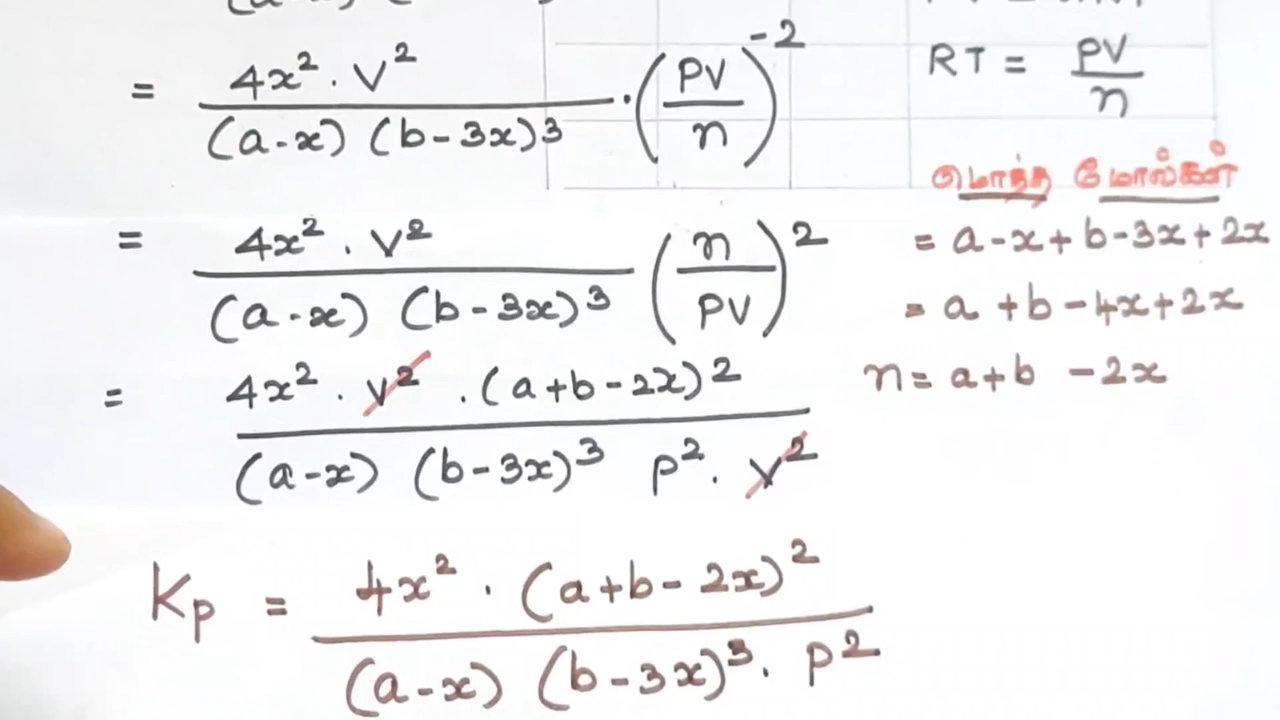 = 4x² . V² / (a-x) (b-3x)³ . (PV/n)⁻²
RT = PV/n
மொத்த மோல்கள்
= 4x² . V² / (a-x) (b-3x)³ (n/PV)²
= a-x+b-3x+2x
= a+b-4x+2x
= 4x² . V² . (a+b-2x)² / (a-x) (b-3x)³ P² . V²
n = a+b -2x
Kp = 4x² . (a+b-2x)² / (a-x) (b-3x)³ . P²